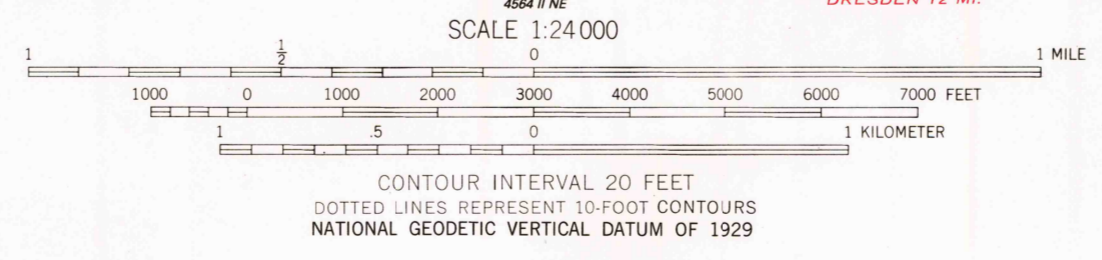 4564 II NE
DRESDEN 12 MI.
SCALE 1:24 000
1 1/2 0 1 MILE
1000 0 1000 2000 3000 4000 5000 6000 7000 FEET
1 .5 0 1 KILOMETER
CONTOUR INTERVAL 20 FEET
DOTTED LINES REPRESENT 10-FOOT CONTOURS
NATIONAL GEODETIC VERTICAL DATUM OF 1929